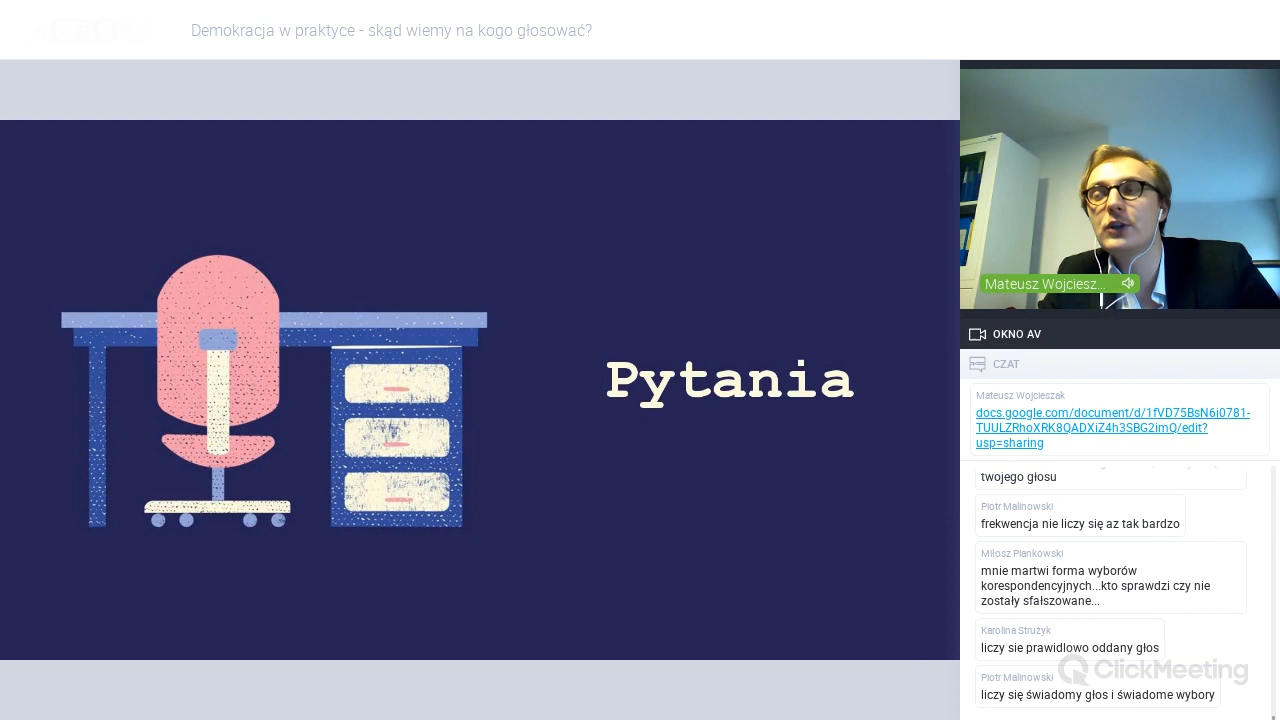 Demokracja w praktyce - skąd wiemy na kogo głosować?
Pytania
Mateusz Wojciesz...
OKNO AV
CZAT
Mateusz Wojcieszak
docs.google.com/document/d/1fVD75BsN6i0781-
TUULZRhoXRK8QADXiZ4h3SBG2imQ/edit?
usp=sharing
twojego głosu
Piotr Malinowski
frekwencja nie liczy się az tak bardzo
Miłosz Plankowski
mnie martwi forma wyborów
korespondencyjnych...kto sprawdzi czy nie
zostały sfałszowane...
Karolina Strużyk
liczy sie prawidlowo oddany głos
ClickMeeting
Piotr Malinowski
liczy się świadomy głos i świadome wybory